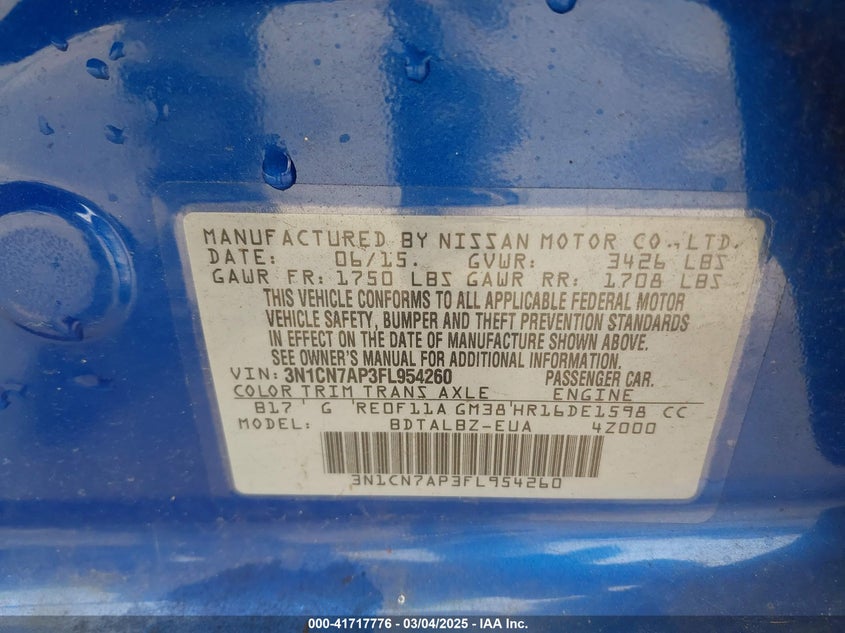 MANUFACTURED BY NISSAN MOTOR CO.,LTD.
DATE: 06/15. GVWR: 3426 LBS
GAWR FR: 1750 LBS GAWR RR: 1708 LBS
THIS VEHICLE CONFORMS TO ALL APPLICABLE FEDERAL MOTOR
VEHICLE SAFETY, BUMPER AND THEFT PREVENTION STANDARDS
IN EFFECT ON THE DATE OF MANUFACTURE SHOWN ABOVE.
SEE OWNER'S MANUAL FOR ADDITIONAL INFORMATION.
VIN: 3N1CN7AP3FL954260 PASSENGER CAR.
COLOR TRIM TRANS AXLE ENGINE
B17 G RE0F11A GM38 HR16DE1598 CC
MODEL: BDTALBZ-EUA 4Z000
3N1CN7AP3FL954260
000-41717776 - 03/04/2025 - IAA Inc.